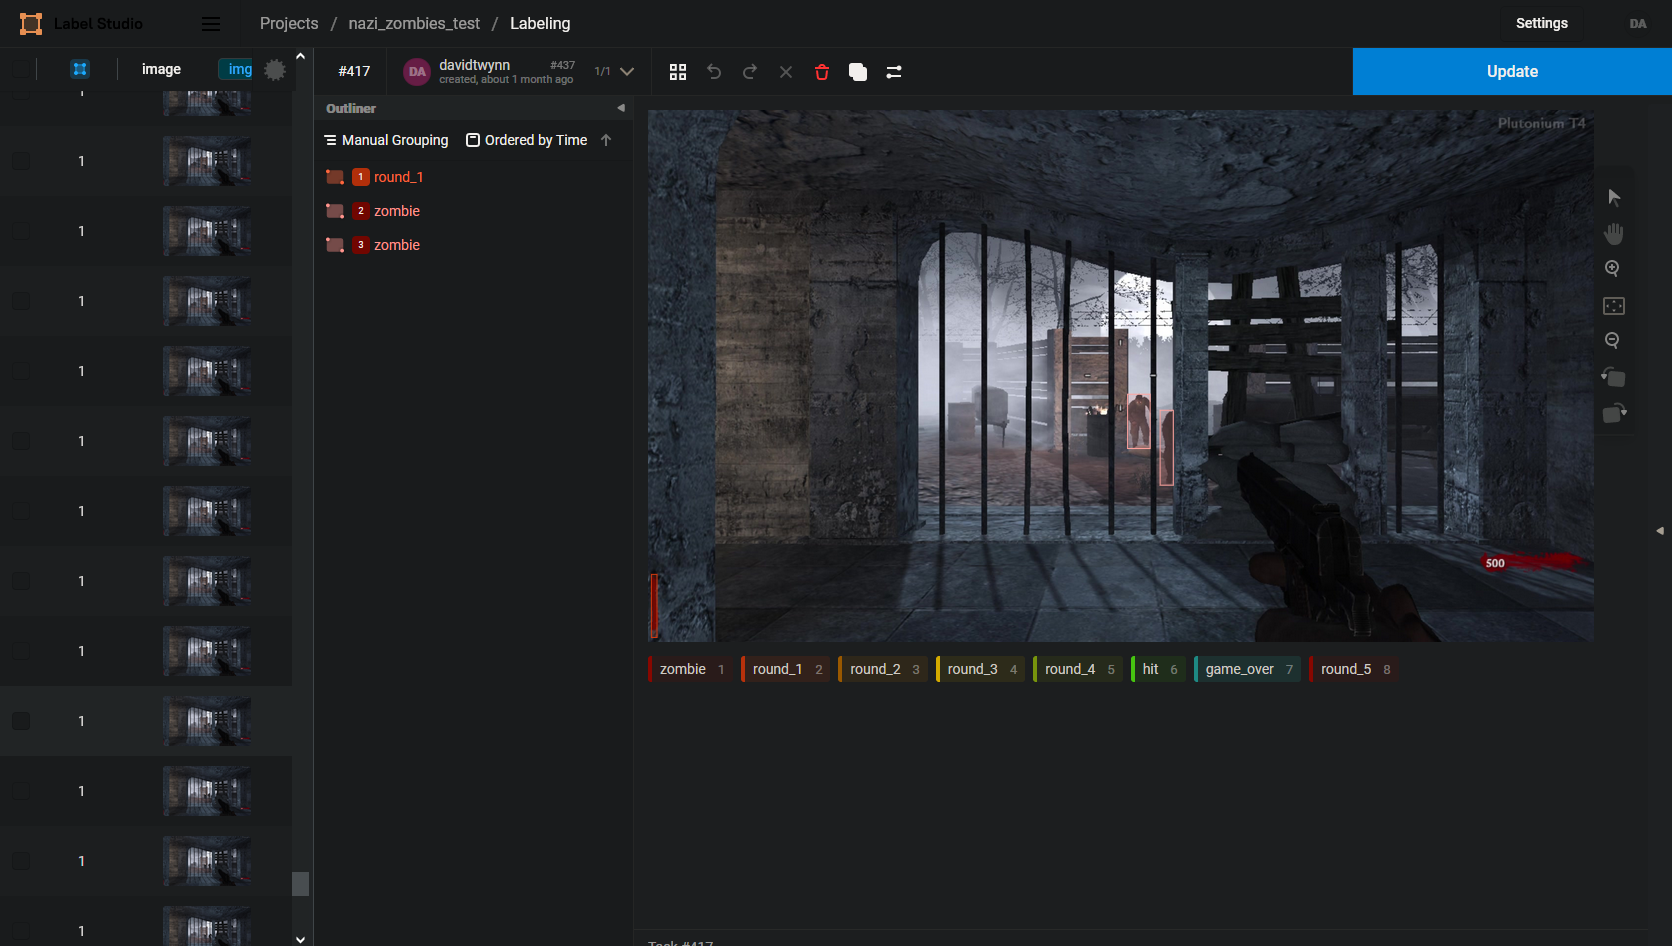 Label Studio
Projects / nazi_zombies_test / Labeling
Settings
DA
image
img
#417
DA
davidtwynn #437
created, about 1 month ago
1/1
Update
Outliner
Manual Grouping
Ordered by Time
1 round_1
2 zombie
3 zombie
1
1
1
1
1
1
1
1
1
1
1
1
1
Plutonium T4
500
zombie 1
round_1 2
round_2 3
round_3 4
round_4 5
hit 6
game_over 7
round_5 8
Task #417